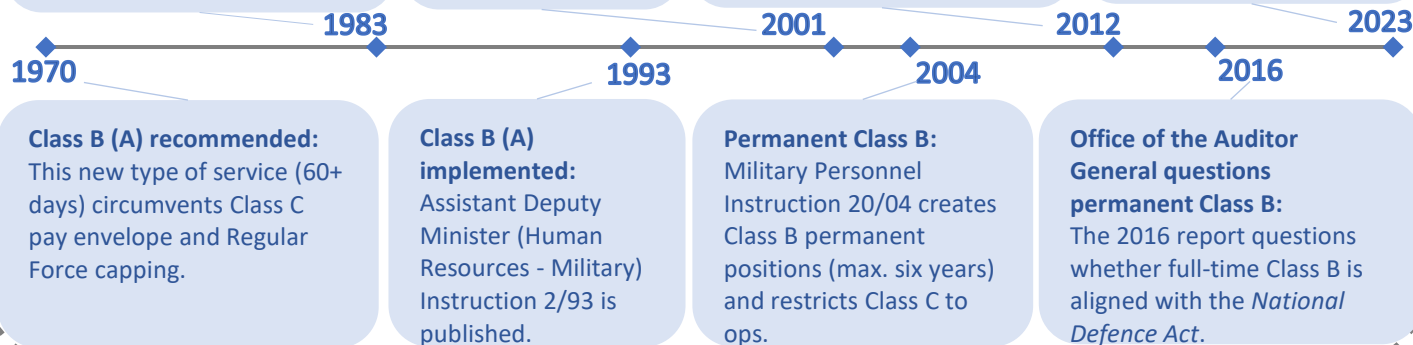 1983
2001
2012
2023
1970
1993
2004
2016
Class B (A) recommended:
This new type of service (60+
days) circumvents Class C
pay envelope and Regular
Force capping.
Class B (A)
implemented:
Assistant Deputy
Minister (Human
Resources - Military)
Instruction 2/93 is
published.
Permanent Class B:
Military Personnel
Instruction 20/04 creates
Class B permanent
positions (max. six years)
and restricts Class C to
ops.
Office of the Auditor
General questions
permanent Class B:
The 2016 report questions
whether full-time Class B is
aligned with the National
Defence Act.